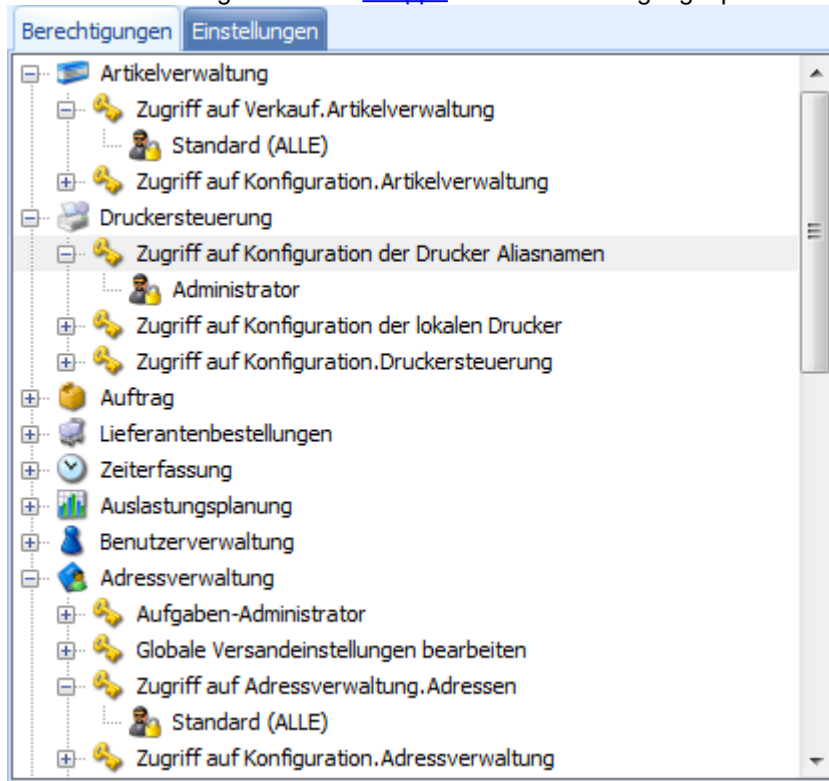 Berechtigungen Einstellungen
Artikelverwaltung
Zugriff auf Verkauf.Artikelverwaltung
Standard (ALLE)
Zugriff auf Konfiguration.Artikelverwaltung
Druckersteuerung
Zugriff auf Konfiguration der Drucker Aliasnamen
Administrator
Zugriff auf Konfiguration der lokalen Drucker
Zugriff auf Konfiguration.Druckersteuerung
Auftrag
Lieferantenbestellungen
Zeiterfassung
Auslastungsplanung
Benutzerverwaltung
Adressverwaltung
Aufgaben-Administrator
Globale Versandeinstellungen bearbeiten
Zugriff auf Adressverwaltung.Adressen
Standard (ALLE)
Zugriff auf Konfiguration.Adressverwaltung